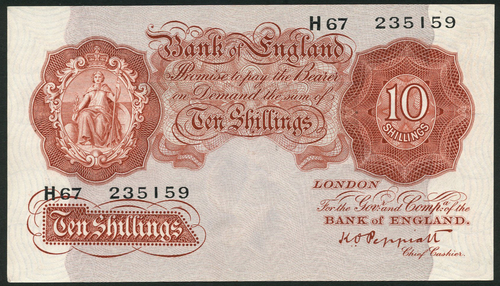 H67 235159
Bank of England
Promise to pay the Bearer
on Demand the sum of
Ten Shillings
10
SHILLINGS
H67 235159
Ten Shillings
LONDON
For the Govr. and Compa. of the
BANK OF ENGLAND.
K O Peppiatt
Chief Cashier.